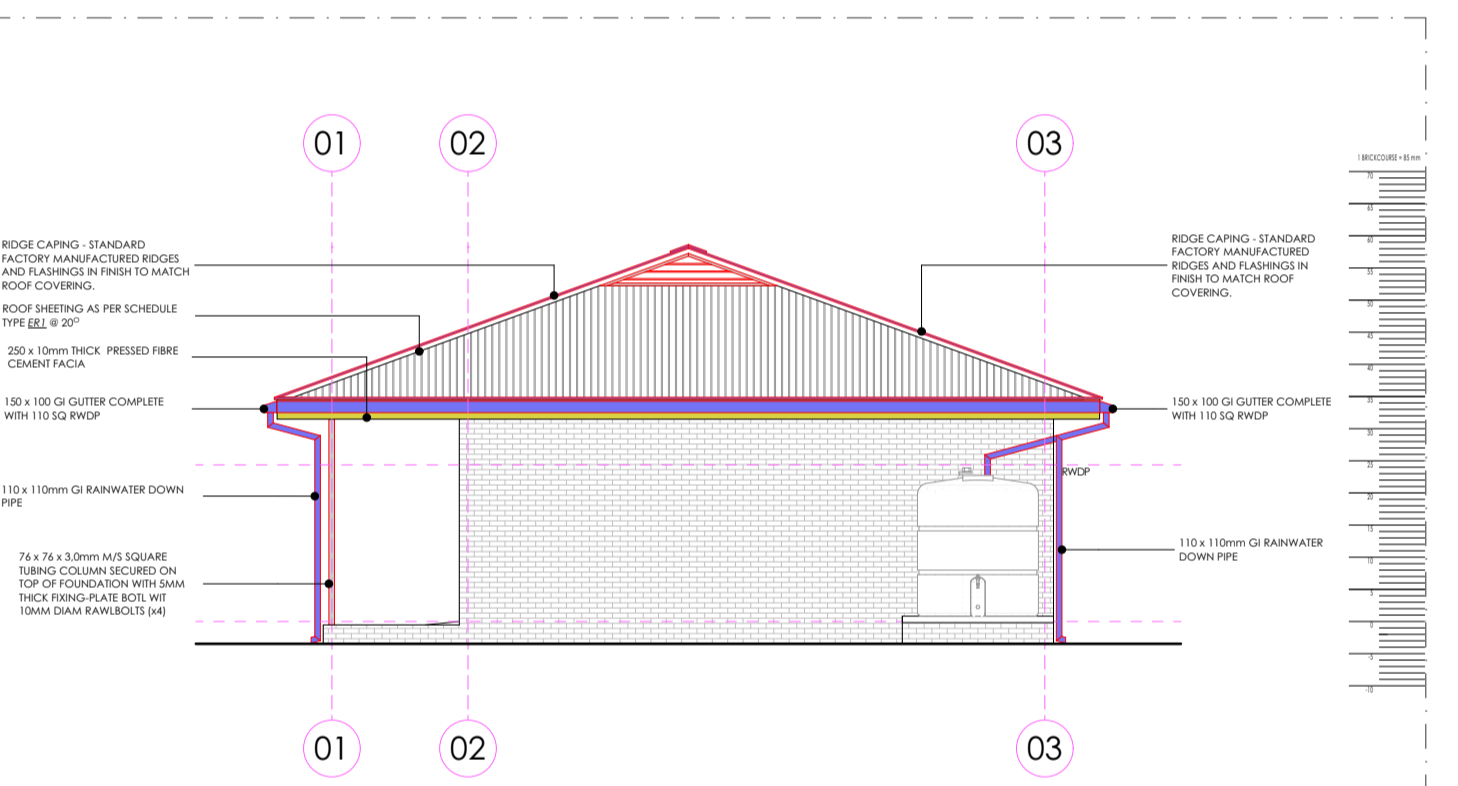 01
02
03
1 BRICKCOURSE = 85 mm
RIDGE CAPING - STANDARD
FACTORY MANUFACTURED RIDGES
AND FLASHINGS IN FINISH TO MATCH
ROOF COVERING.
ROOF SHEETING AS PER SCHEDULE
TYPE ER1 @ 20O
250 x 10mm THICK PRESSED FIBRE
CEMENT FACIA
150 x 100 GI GUTTER COMPLETE
WITH 110 SQ RWDP
110 x 110mm GI RAINWATER DOWN
PIPE
76 x 76 x 3,0mm M/S SQUARE
TUBING COLUMN SECURED ON
TOP OF FOUNDATION WITH 5MM
THICK FIXING-PLATE BOTL WIT
10MM DIAM RAWLBOLTS (x4)
RIDGE CAPING - STANDARD
FACTORY MANUFACTURED
RIDGES AND FLASHINGS IN
FINISH TO MATCH ROOF
COVERING.
150 x 100 GI GUTTER COMPLETE
WITH 110 SQ RWDP
RWDP
110 x 110mm GI RAINWATER
DOWN PIPE
70
65
60
55
50
45
40
35
30
25
20
15
10
5
0
-5
-10
01
02
03